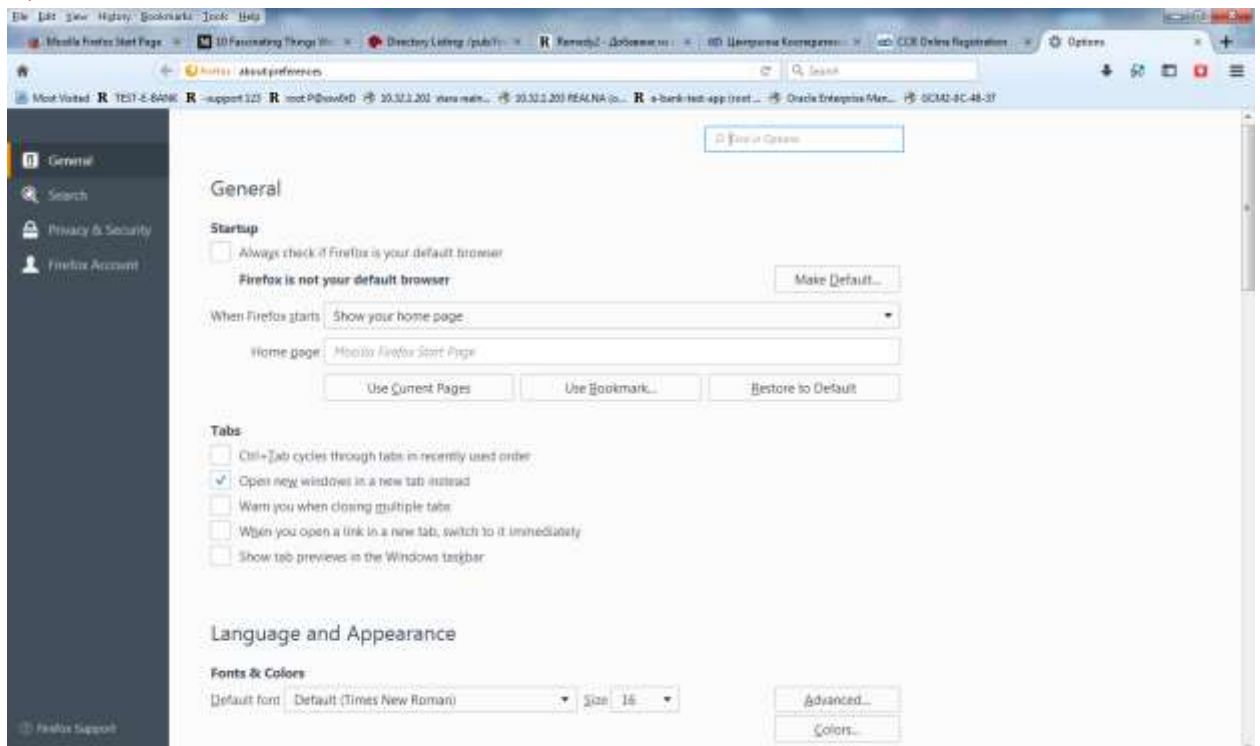 File Edit View History Bookmarks Tools Help
Mozilla Firefox Start Page
10 Fascinating Things
Directory Listing /pub/
Remedy2 - Добавяне на
CCR Online Registration
Options
Firefox about:preferences
Search
Most Visited
TEST-E-BANK
Oracle Enterprise Man...
Find in Options
General
Search
Privacy & Security
Firefox Account
General
Startup
Always check if Firefox is your default browser
Firefox is not your default browser
Make Default...
When Firefox starts Show your home page
Home page Mozilla Firefox Start Page
Use Current Pages Use Bookmark... Restore to Default
Tabs
Ctrl+Tab cycles through tabs in recently used order
Open new windows in a new tab instead
Warn you when closing multiple tabs
When you open a link in a new tab, switch to it immediately
Show tab previews in the Windows taskbar
Language and Appearance
Fonts & Colors
Default font Default (Times New Roman) Size 16 Advanced...
Colors...
Firefox Support